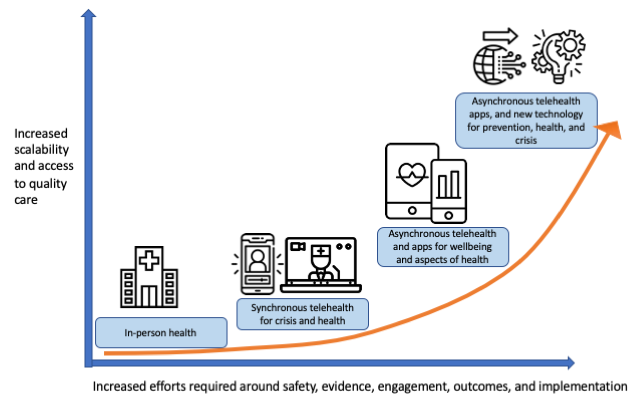 Asynchronous telehealth
apps, and new technology
for prevention, health, and
crisis
Increased
scalability
and access
to quality
care
Asynchronous telehealth
and apps for wellbeing
and aspects of health
Synchronous telehealth
for crisis and health
In-person health
Increased efforts required around safety, evidence, engagement, outcomes, and implementation